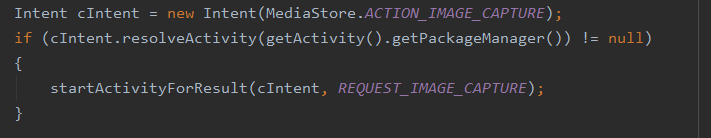 Intent cIntent = new Intent(MediaStore.ACTION_IMAGE_CAPTURE);
if (cIntent.resolveActivity(getActivity().getPackageManager()) != null)
{
    startActivityForResult(cIntent, REQUEST_IMAGE_CAPTURE);
}